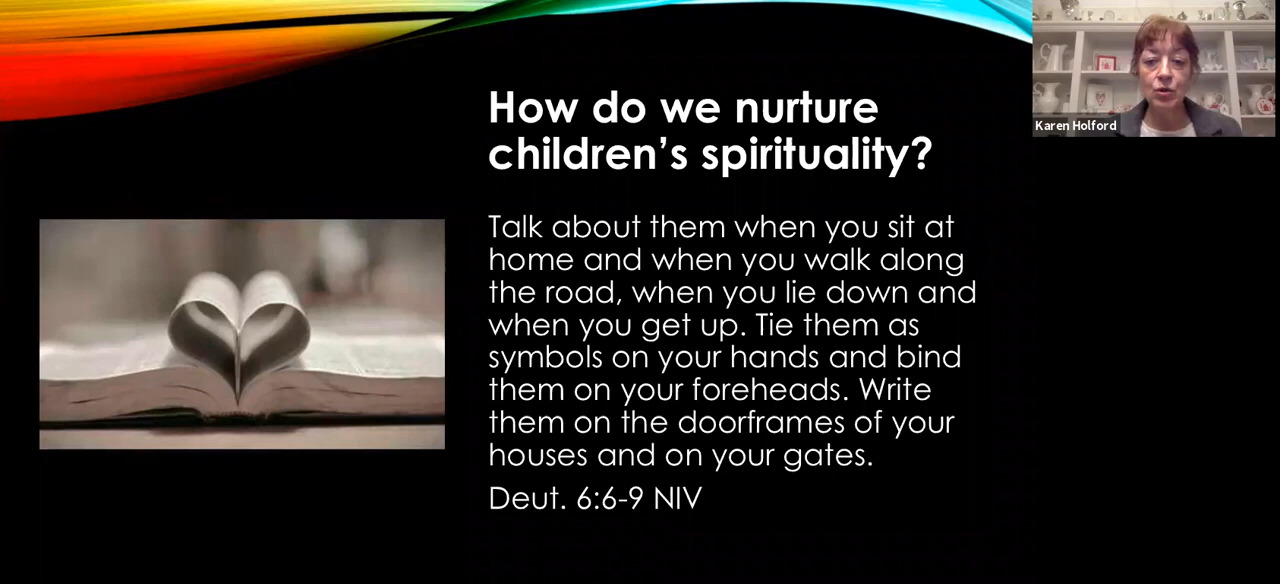 How do we nurture
children's spirituality?
Talk about them when you sit at
home and when you walk along
the road, when you lie down and
when you get up. Tie them as
symbols on your hands and bind
them on your foreheads. Write
them on the doorframes of your
houses and on your gates.
Deut. 6:6-9 NIV
Karen Holford